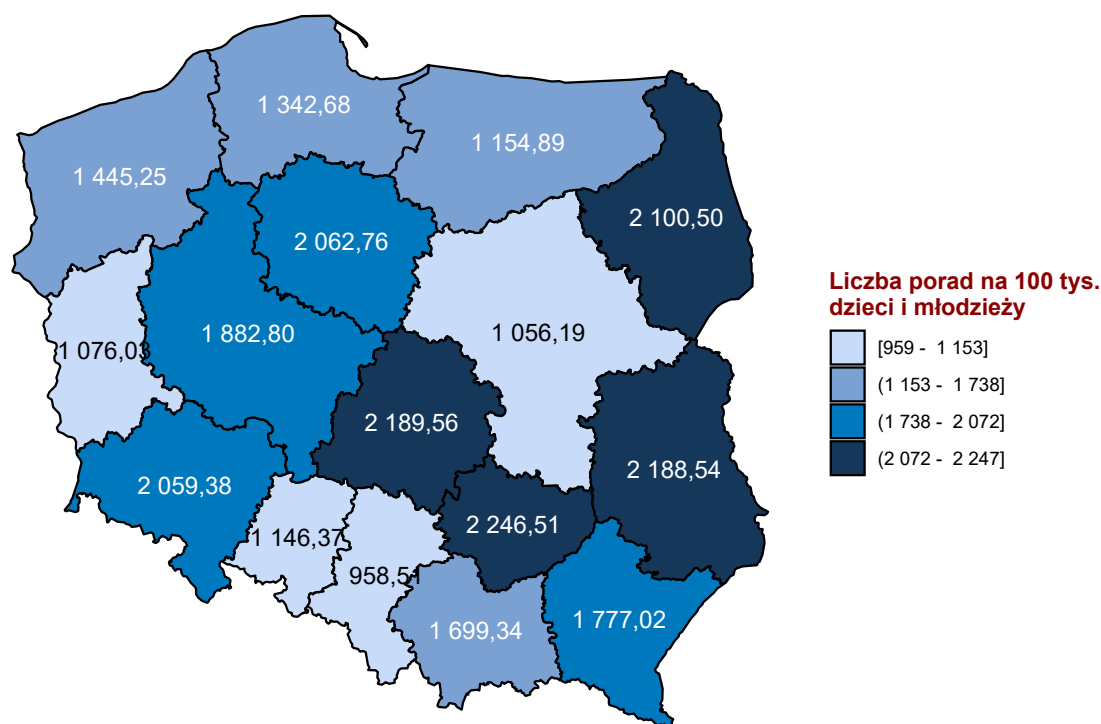 1 342,68
1 154,89
1 445,25
2 100,50
2 062,76
1 882,80
1 056,19
1 076,03
2 189,56
2 188,54
2 059,38
2 246,51
1 146,37
958,51
1 777,02
1 699,34
Liczba porad na 100 tys.
dzieci i młodzieży
[959 - 1 153]
(1 153 - 1 738]
(1 738 - 2 072]
(2 072 - 2 247]